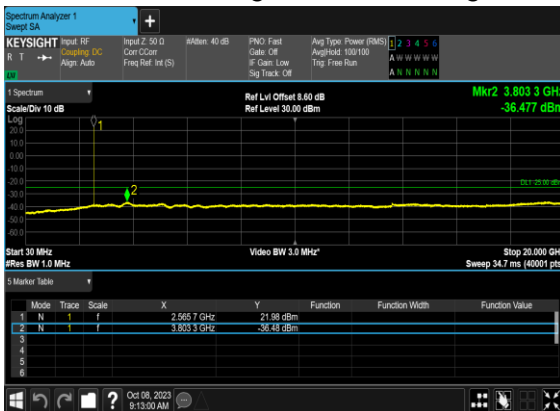 Spectrum Analyzer 1
Swept SA
+
KEYSIGHT
R T
LV
Input: RF
Coupling: DC
Align: Auto
Input Z: 50 Ω
Corr CCorr
Freq Ref: Int (S)
#Atten: 40 dB
PNO: Fast
Gate: Off
IF Gain: Low
Sig Track: Off
Avg Type: Power (RMS)
Avg|Hold: 100/100
Trig: Free Run
1 2 3 4 5 6
A W W W W W
A N N N N N
1 Spectrum
Scale/Div 10 dB
Ref Lvl Offset 8.60 dB
Ref Level 30.00 dBm
Mkr2 3.803 3 GHz
-36.477 dBm
Log
20.0
10.0
0.00
-10.0
-20.0
-30.0
-40.0
-50.0
-60.0
1
2
DL1 -25.00 dBm
Start 30 MHz
#Res BW 1.0 MHz
Video BW 3.0 MHz*
Stop 20.000 GH
Sweep 34.7 ms (40001 pts
5 Marker Table
Mode Trace Scale X Y Function Function Width Function Value
1 N 1 f 2.565 7 GHz 21.98 dBm
2 N 1 f 3.803 3 GHz -36.48 dBm
3
4
5
6
?
Oct 08, 2023
9:13:00 AM